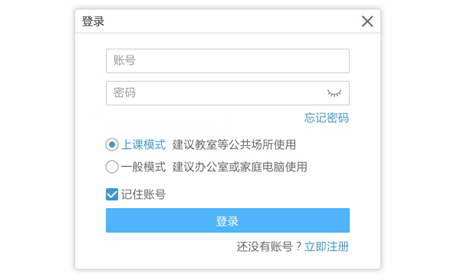 登录
账号
密码
忘记密码
上课模式 建议教室等公共场所使用
一般模式 建议办公室或家庭电脑使用
记住账号
登录
还没有账号？立即注册